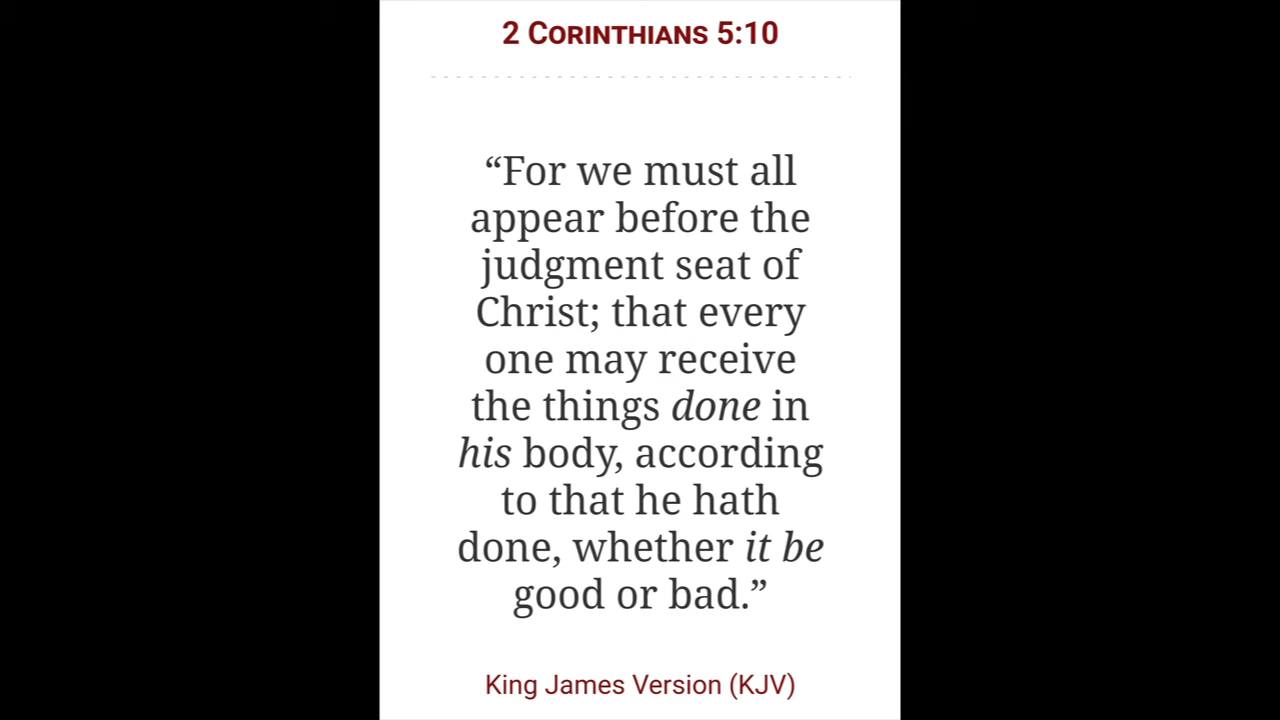 2 Corinthians 5:10
“For we must all
appear before the
judgment seat of
Christ; that every
one may receive
the things done in
his body, according
to that he hath
done, whether it be
good or bad.”
King James Version (KJV)